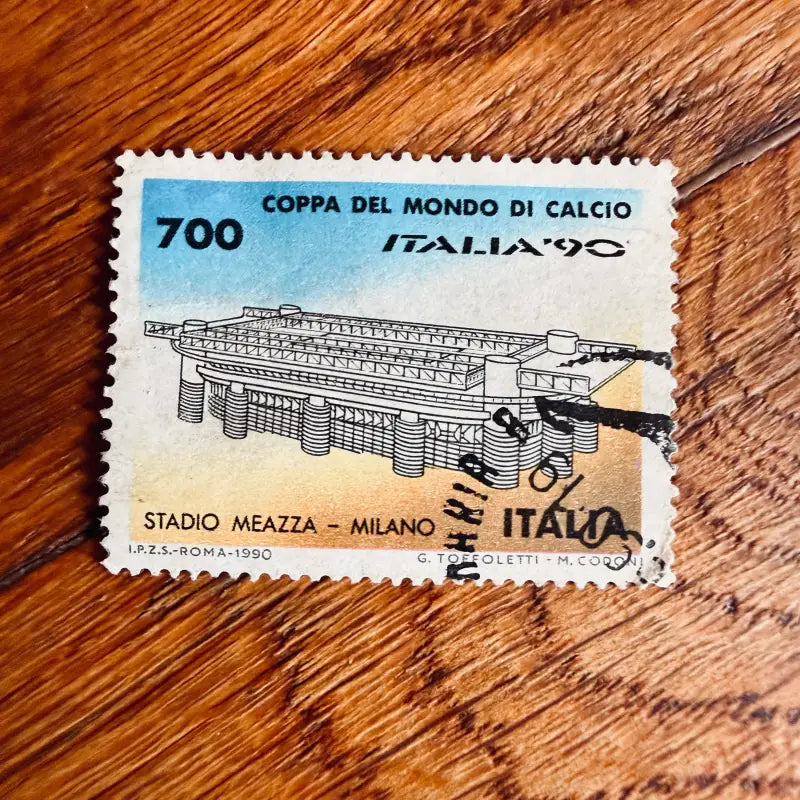 700
COPPA DEL MONDO DI CALCIO
ITALIA'90
STADIO MEAZZA - MILANO
ITALIA
I.P.Z.S.-ROMA-1990
G. TOFFOLETTI - M. CODONI